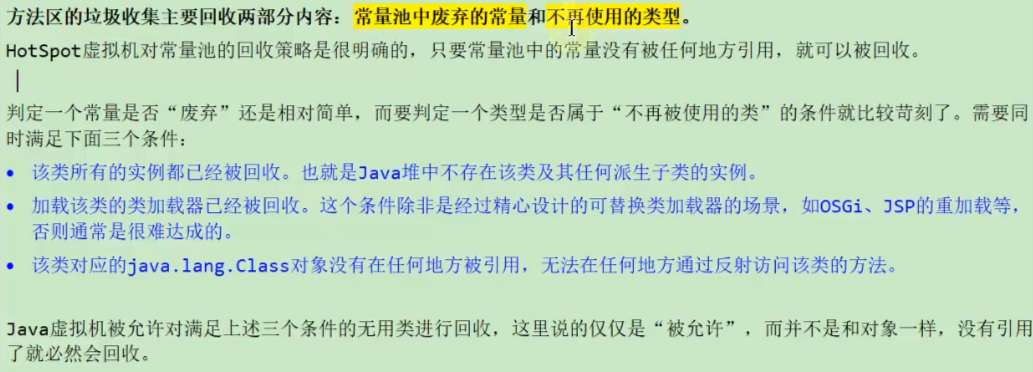 方法区的垃圾收集主要回收两部分内容：常量池中废弃的常量和不再使用的类型。
HotSpot虚拟机对常量池的回收策略是很明确的，只要常量池中的常量没有被任何地方引用，就可以被回收。
判定一个常量是否“废弃”还是相对简单，而要判定一个类型是否属于“不再被使用的类”的条件就比较苛刻了。需要同
时满足下面三个条件：
• 该类所有的实例都已经被回收。也就是Java堆中不存在该类及其任何派生子类的实例。
• 加载该类的类加载器已经被回收。这个条件除非是经过精心设计的可替换类加载器的场景，如OSGi、JSP的重加载等，
否则通常是很难达成的。
• 该类对应的java.lang.Class对象没有在任何地方被引用，无法在任何地方通过反射访问该类的方法。
Java虚拟机被允许对满足上述三个条件的无用类进行回收，这里说的仅仅是“被允许”，而并不是和对象一样，没有引用
了就必然会回收。